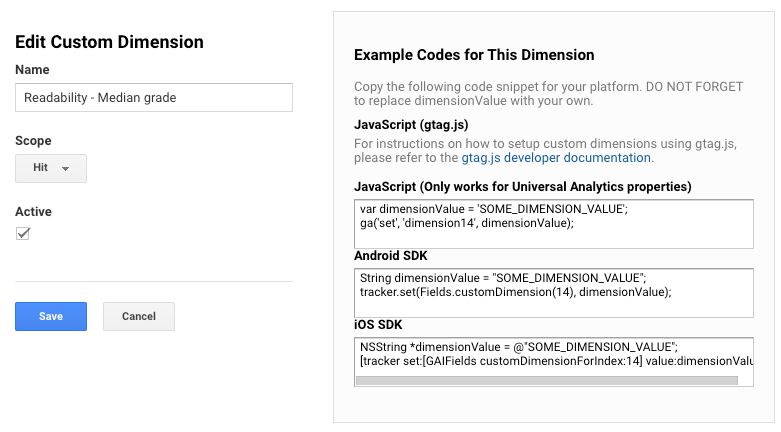 Edit Custom Dimension
Name
Readability - Median grade
Scope
Hit
Active
Save
Cancel
Example Codes for This Dimension
Copy the following code snippet for your platform. DO NOT FORGET
to replace dimensionValue with your own.
JavaScript (gtag.js)
For instructions on how to setup custom dimensions using gtag.js,
please refer to the gtag.js developer documentation.
JavaScript (Only works for Universal Analytics properties)
var dimensionValue = 'SOME_DIMENSION_VALUE';
ga('set', 'dimension14', dimensionValue);
Android SDK
String dimensionValue = "SOME_DIMENSION_VALUE";
tracker.set(Fields.customDimension(14), dimensionValue);
iOS SDK
NSString *dimensionValue = @"SOME_DIMENSION_VALUE";
[tracker set:[GAIFields customDimensionForIndex:14] value:dimensionValu